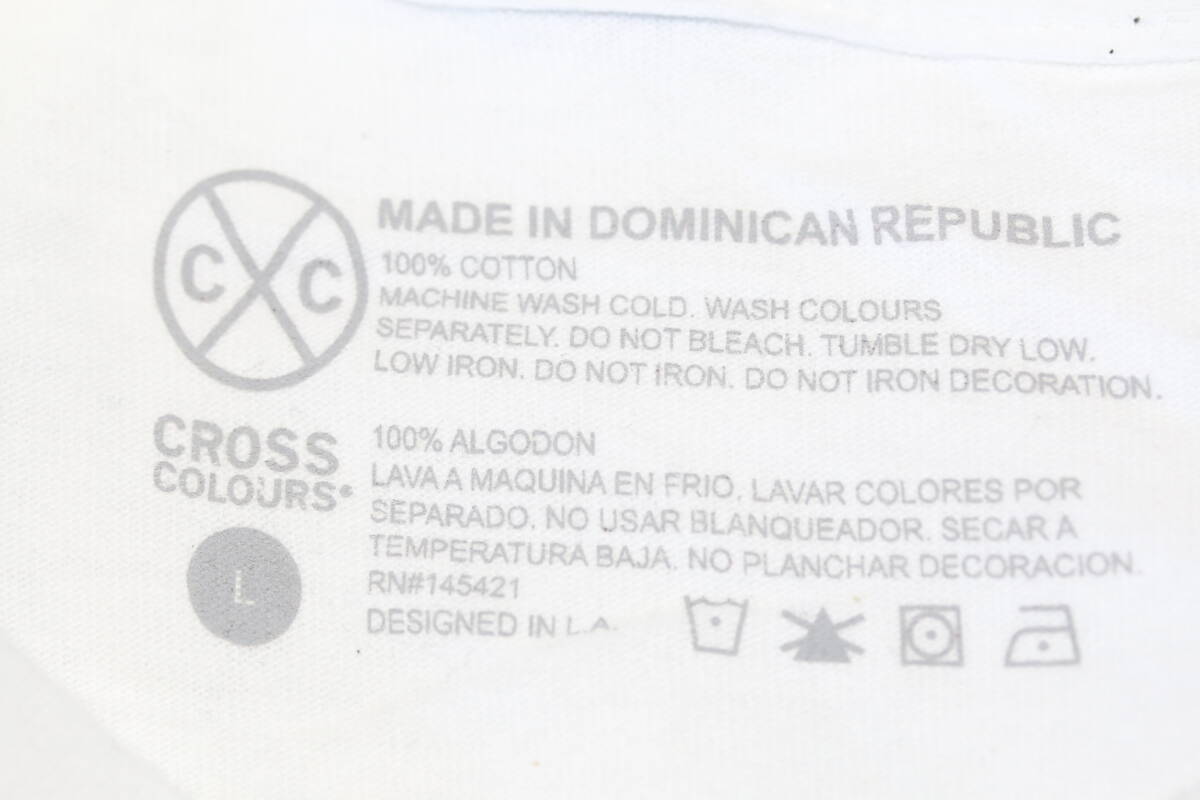 C C
CROSS
COLOURS®
L
MADE IN DOMINICAN REPUBLIC
100% COTTON
MACHINE WASH COLD. WASH COLOURS
SEPARATELY. DO NOT BLEACH. TUMBLE DRY LOW.
LOW IRON. DO NOT IRON. DO NOT IRON DECORATION.
100% ALGODON
LAVA A MAQUINA EN FRIO. LAVAR COLORES POR
SEPARADO. NO USAR BLANQUEADOR. SECAR A
TEMPERATURA BAJA. NO PLANCHAR DECORACION.
RN#145421
DESIGNED IN L.A.